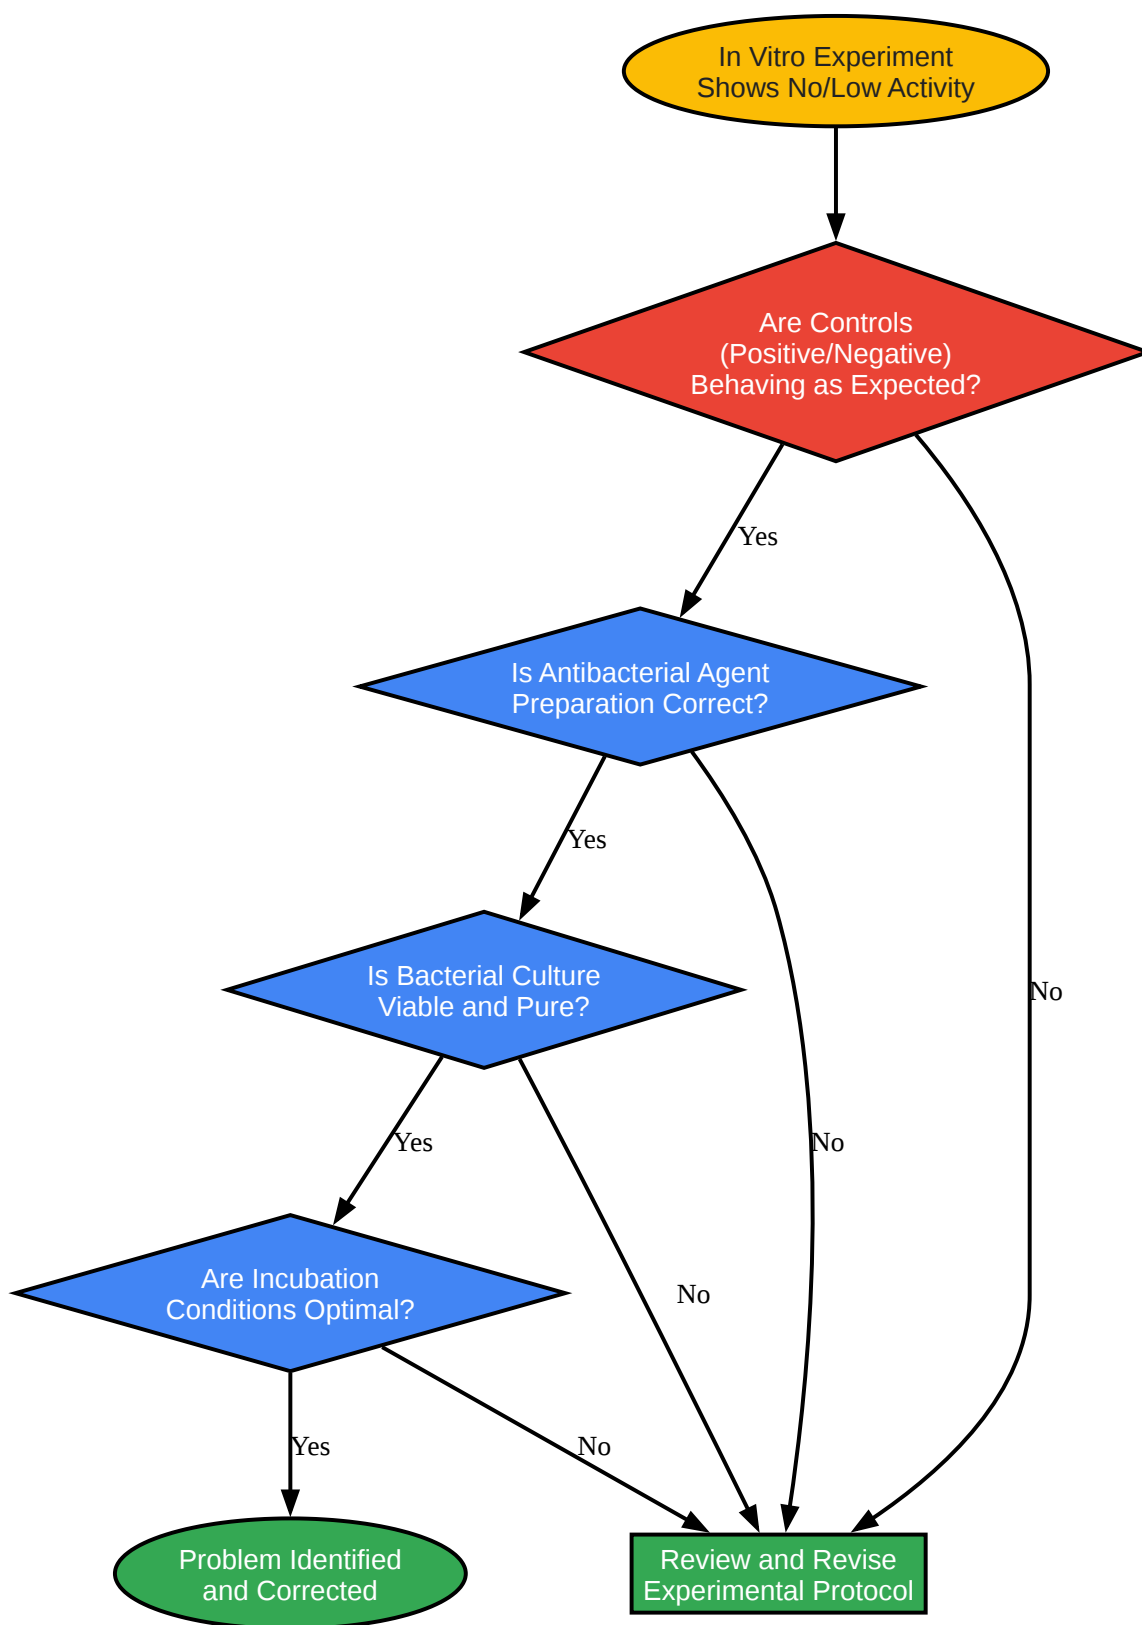 In Vitro Experiment
Shows No/Low Activity
Are Controls
(Positive/Negative)
Behaving as Expected?
Yes
Is Antibacterial Agent
Preparation Correct?
Yes
Is Bacterial Culture
Viable and Pure?
No
Yes
No
Are Incubation
Conditions Optimal?
No
Yes
No
Problem Identified
and Corrected
Review and Revise
Experimental Protocol